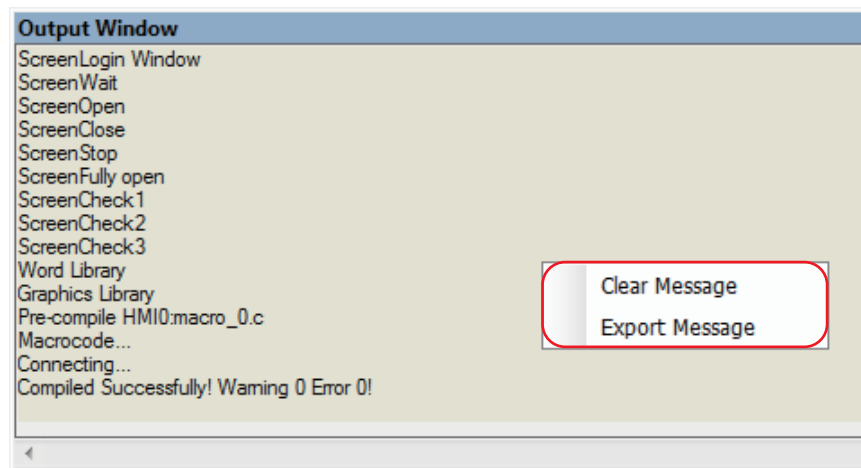 Output Window
ScreenLogin Window
ScreenWait
ScreenOpen
ScreenClose
ScreenStop
ScreenFully open
ScreenCheck1
ScreenCheck2
ScreenCheck3
Word Library
Graphics Library
Pre-compile HMI0:macro_0.c
Macrocode...
Connecting...
Compiled Successfully! Warning 0 Error 0!
Clear Message
Export Message